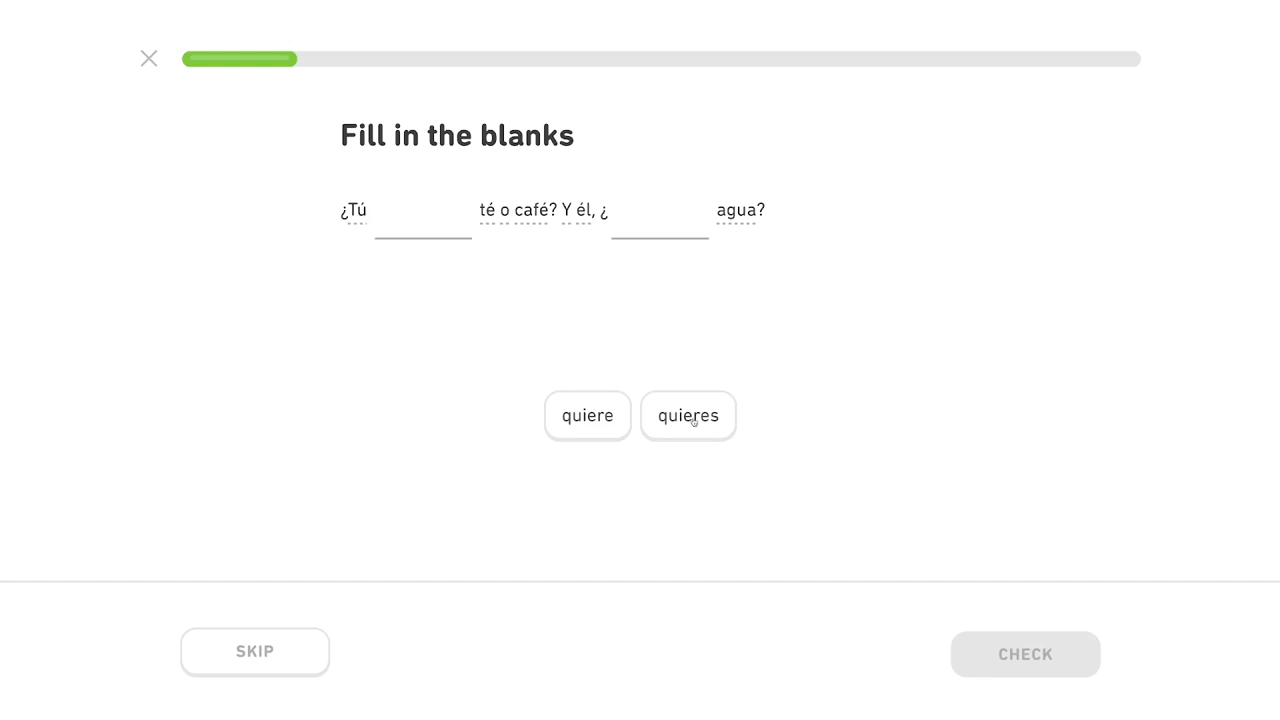 Fill in the blanks
¿Tú té o café? Y él, ¿ agua?
quiere quieres
SKIP CHECK